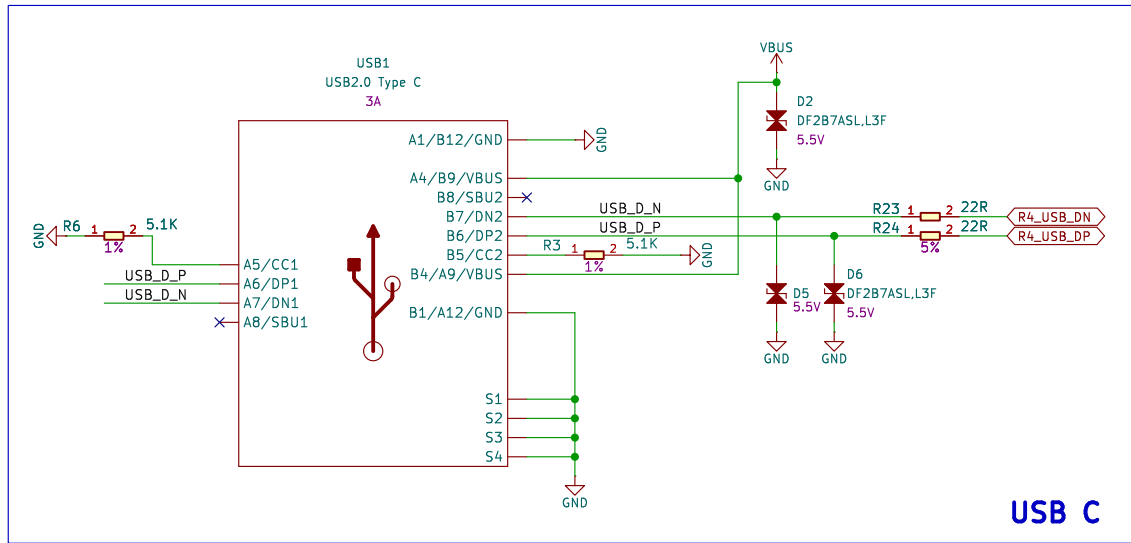 VBUS
USB1
USB2.0 Type C
3A
D2
DF2B7ASL,L3F
5.5V
GND
A1/B12/GND
GND
A4/B9/VBUS
B8/SBU2
B7/DN2
USB_D_N
R23
1
2
22R
R4_USB_DN
B6/DP2
USB_D_P
R24
1
2
22R
5%
R4_USB_DP
B5/CC2
R3
1
2
5.1K
1%
GND
B4/A9/VBUS
GND
R6
1
2
5.1K
1%
A5/CC1
USB_D_P
A6/DP1
USB_D_N
A7/DN1
A8/SBU1
D5
5.5V
D6
DF2B7ASL,L3F
5.5V
GND
GND
B1/A12/GND
S1
S2
S3
S4
GND
USB C